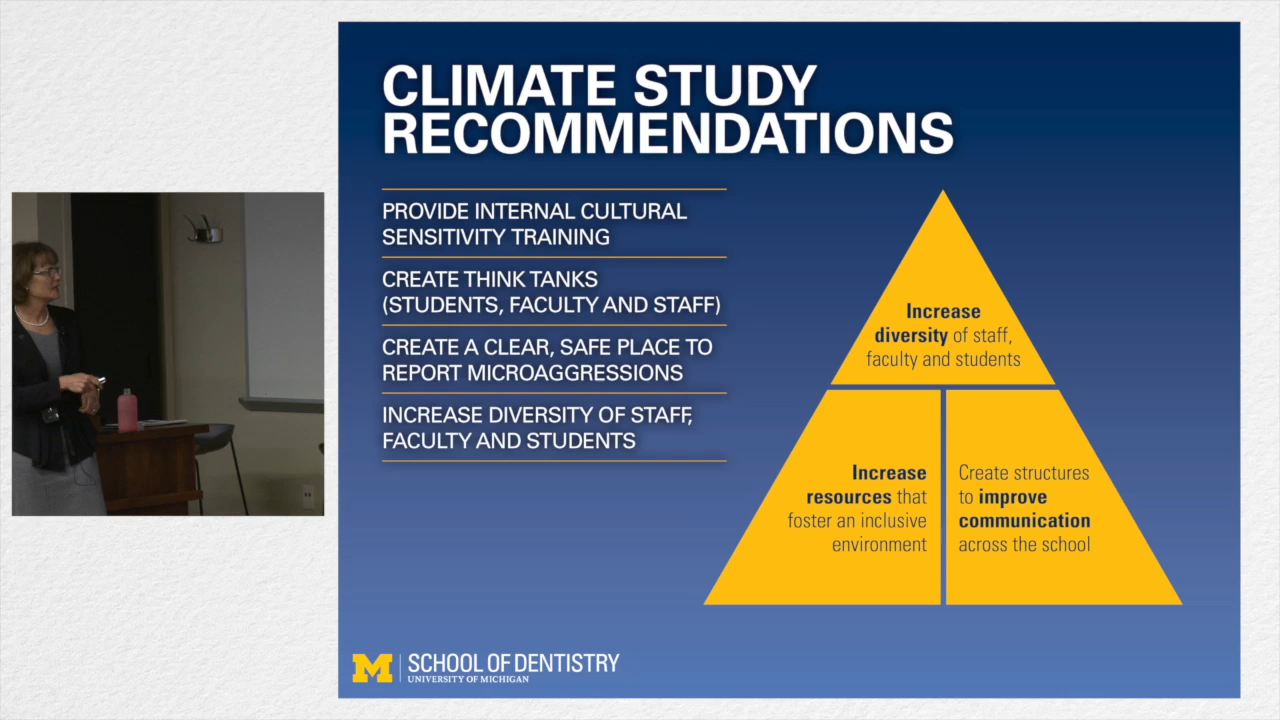 CLIMATE STUDY
RECOMMENDATIONS
PROVIDE INTERNAL CULTURAL
SENSITIVITY TRAINING
CREATE THINK TANKS
(STUDENTS, FACULTY AND STAFF)
CREATE A CLEAR, SAFE PLACE TO
REPORT MICROAGGRESSIONS
INCREASE DIVERSITY OF STAFF,
FACULTY AND STUDENTS
Increase
diversity of staff,
faculty and students
Increase
resources that
foster an inclusive
environment
Create structures
to improve
communication
across the school
M SCHOOL OF DENTISTRY
UNIVERSITY OF MICHIGAN